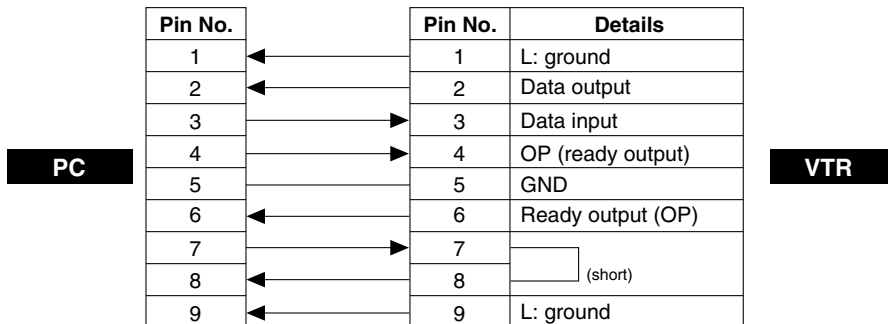 Pin No. Pin No. Details
1 1 L: ground
2 2 Data output
3 3 Data input
4 4 OP (ready output)
PC VTR
5 5 GND
6 6 Ready output (OP)
7 7
8 8 (short)
9 9 L: ground